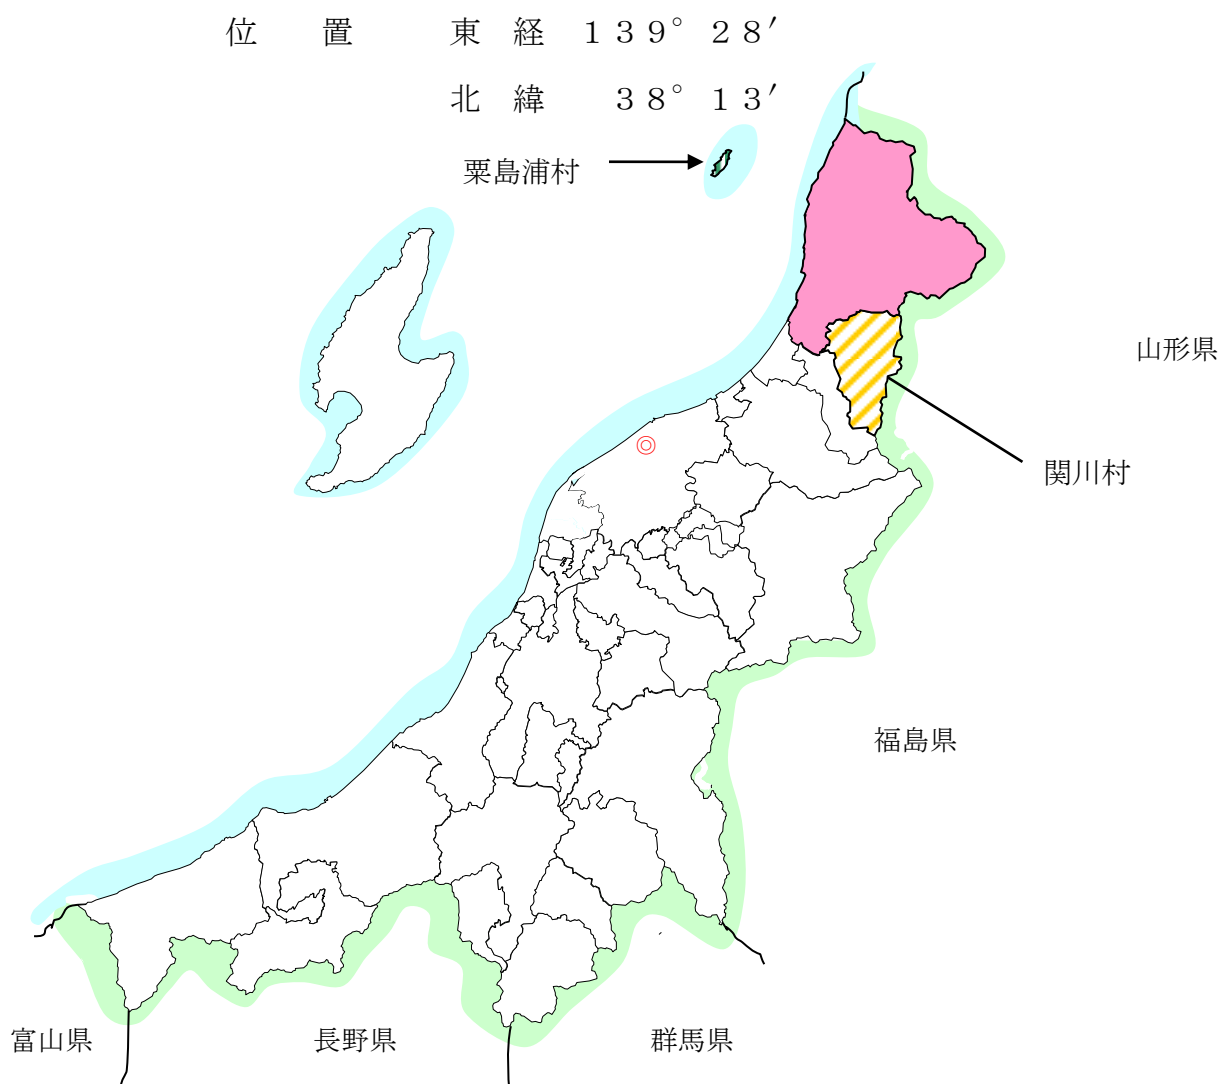 位　　置　　　東　経　１３９°２８′
北　緯　　３８°１３′
粟島浦村
山形県
関川村
福島県
富山県
長野県
群馬県